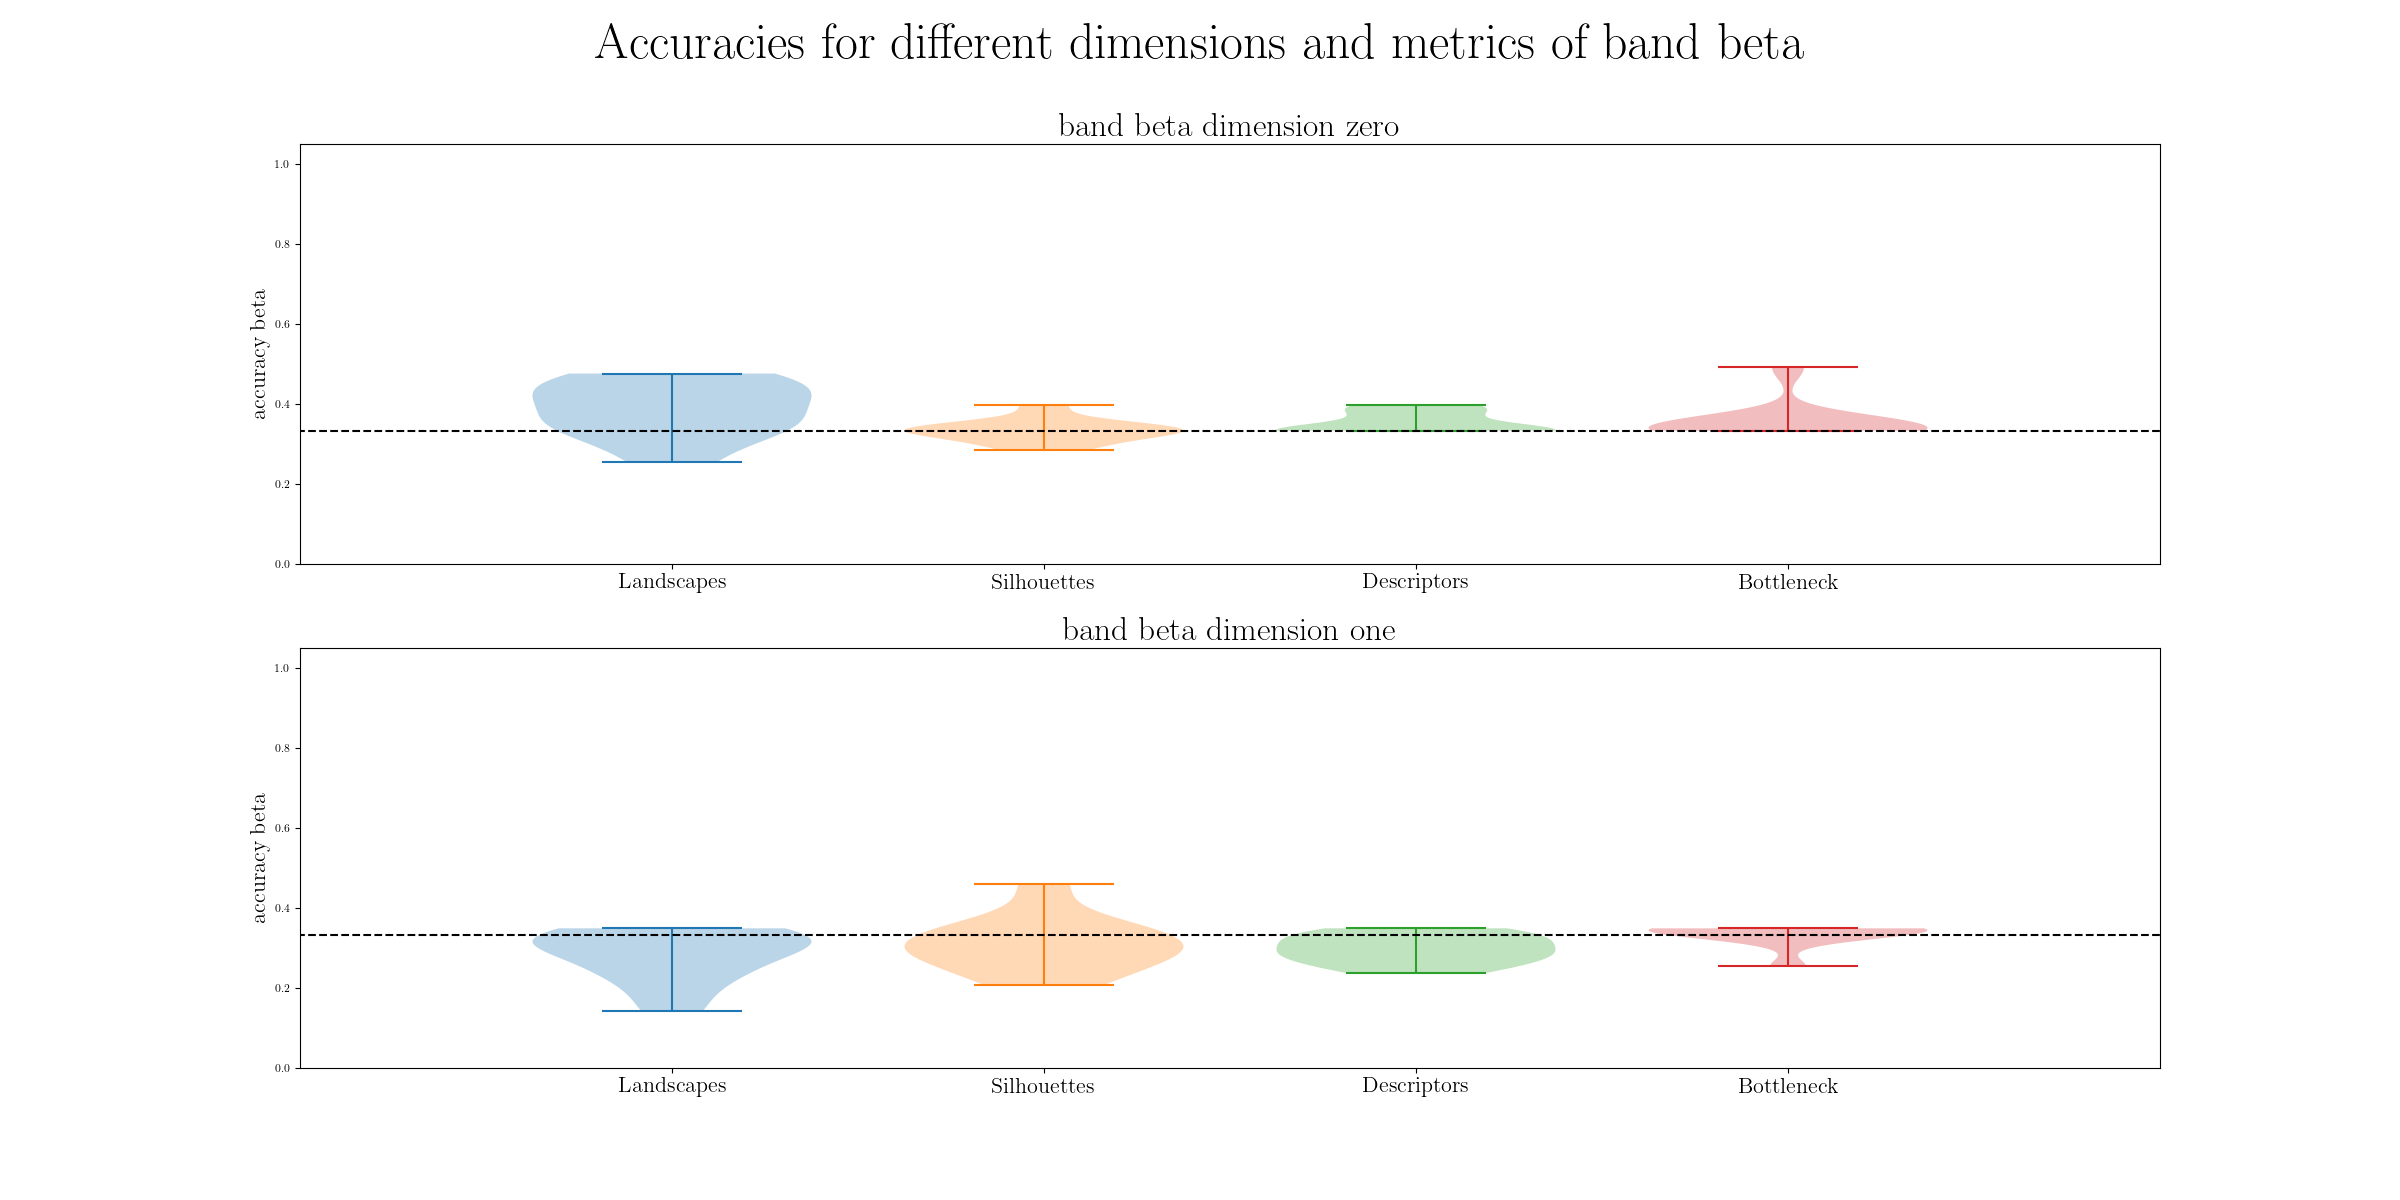 Accuracies for different dimensions and metrics of band beta
band beta dimension zero
1.0
0.8
0.6
0.4
0.2
0.0
accuracy beta
Landscapes Silhouettes Descriptors Bottleneck
band beta dimension one
1.0
0.8
0.6
0.4
0.2
0.0
accuracy beta
Landscapes Silhouettes Descriptors Bottleneck